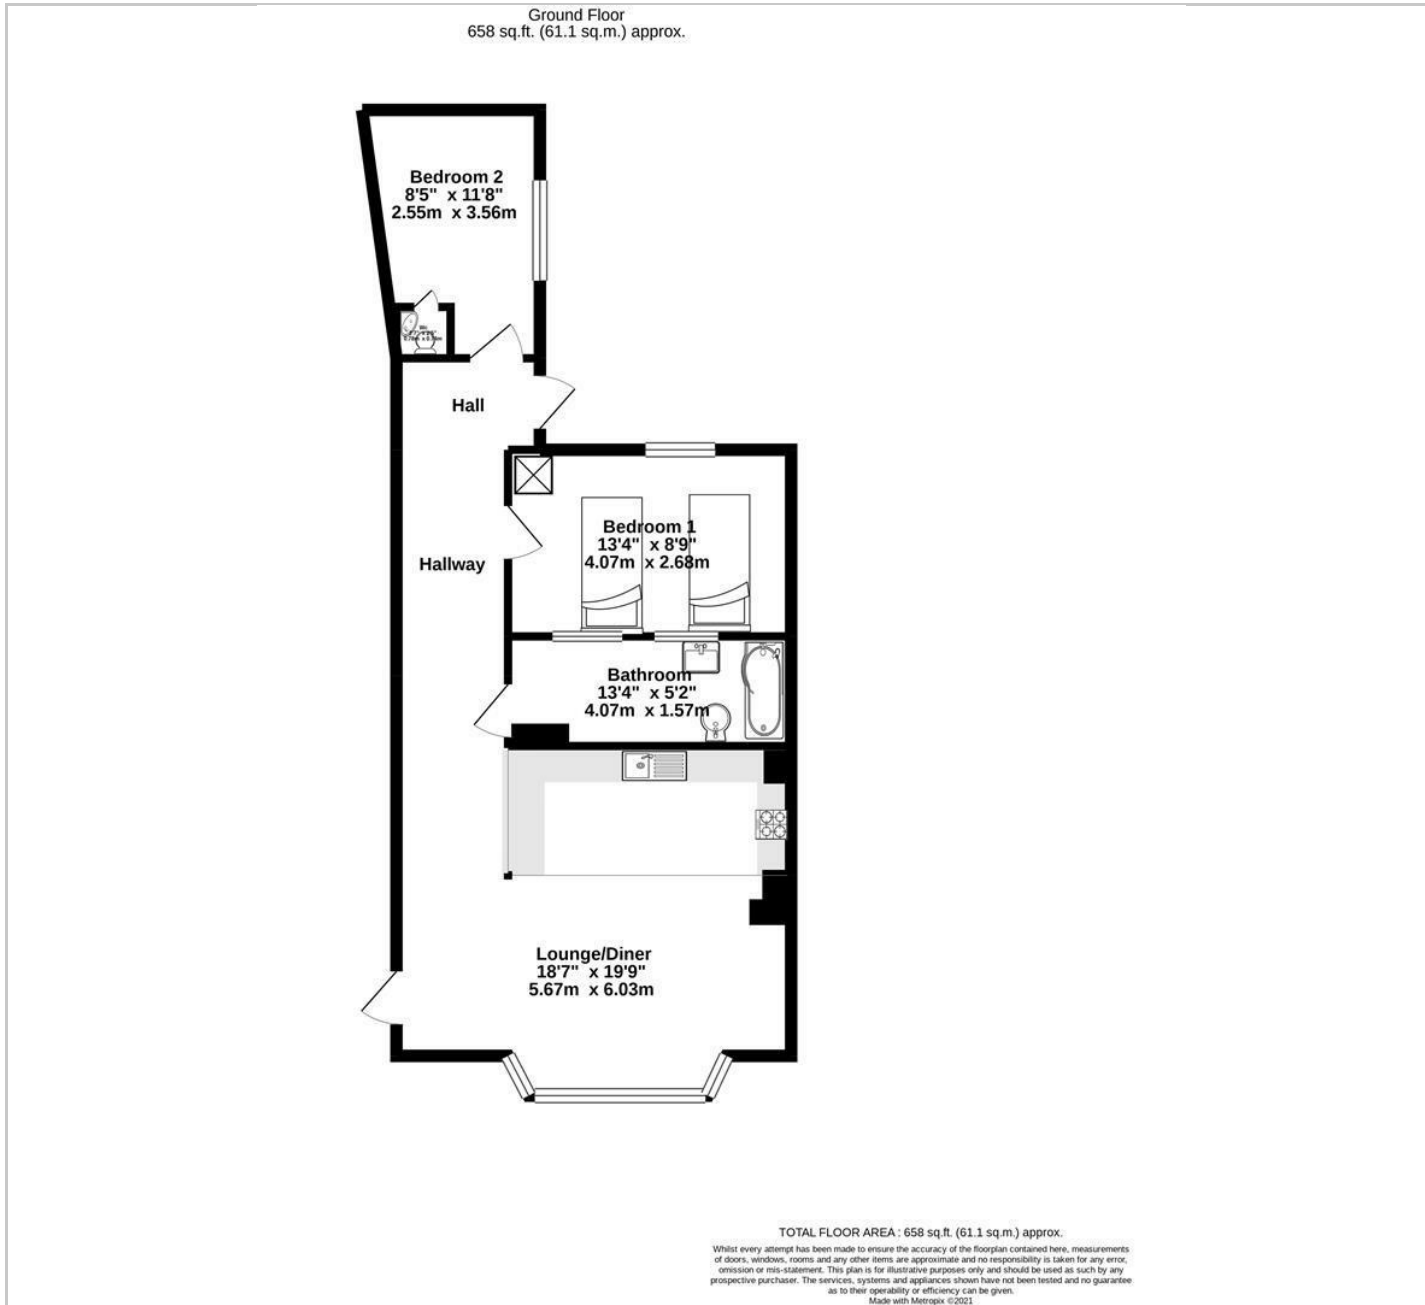 Ground Floor
658 sq.ft. (61.1 sq.m.) approx.
Bedroom 2
8'5" x 11'8"
2.55m x 3.56m
Hall
Hallway
Bedroom 1
13'4" x 8'9"
4.07m x 2.68m
Bathroom
13'4" x 5'2"
4.07m x 1.57m
Lounge/Diner
18'7" x 19'9"
5.67m x 6.03m
TOTAL FLOOR AREA : 658 sq.ft. (61.1 sq.m.) approx.
Whilst every attempt has been made to ensure the accuracy of the floorplan contained here, measurements
of doors, windows, rooms and any other items are approximate and no responsibility is taken for any error,
omission or mis-statement. This plan is for illustrative purposes only and should be used as such by any
prospective purchaser. The services, systems and appliances shown have not been tested and no guarantee
as to their operability or efficiency can be given.
Made with Metropix ©2021